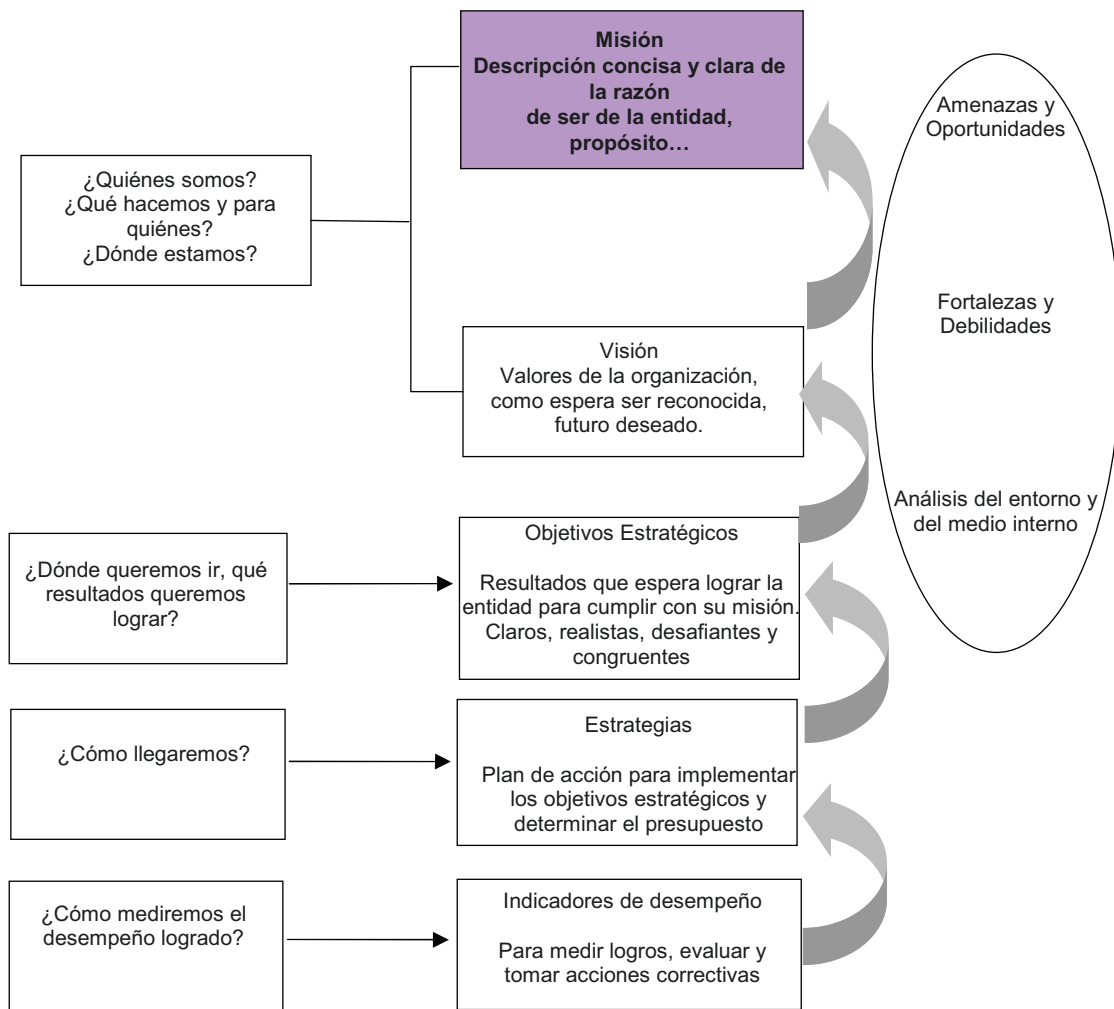 Misión
Descripción concisa y clara de
la razón
de ser de la entidad,
propósito…
Amenazas y
Oportunidades
¿Quiénes somos?
¿Qué hacemos y para
quiénes?
¿Dónde estamos?
Fortalezas y
Debilidades
Visión
Valores de la organización,
como espera ser reconocida,
futuro deseado.
Análisis del entorno y
del medio interno
¿Dónde queremos ir, qué
resultados queremos
lograr?
Objetivos Estratégicos
Resultados que espera lograr la
entidad para cumplir con su misión.
Claros, realistas, desafiantes y
congruentes
¿Cómo llegaremos?
Estrategias
Plan de acción para implementar
los objetivos estratégicos y
determinar el presupuesto
¿Cómo mediremos el
desempeño logrado?
Indicadores de desempeño
Para medir logros, evaluar y
tomar acciones correctivas